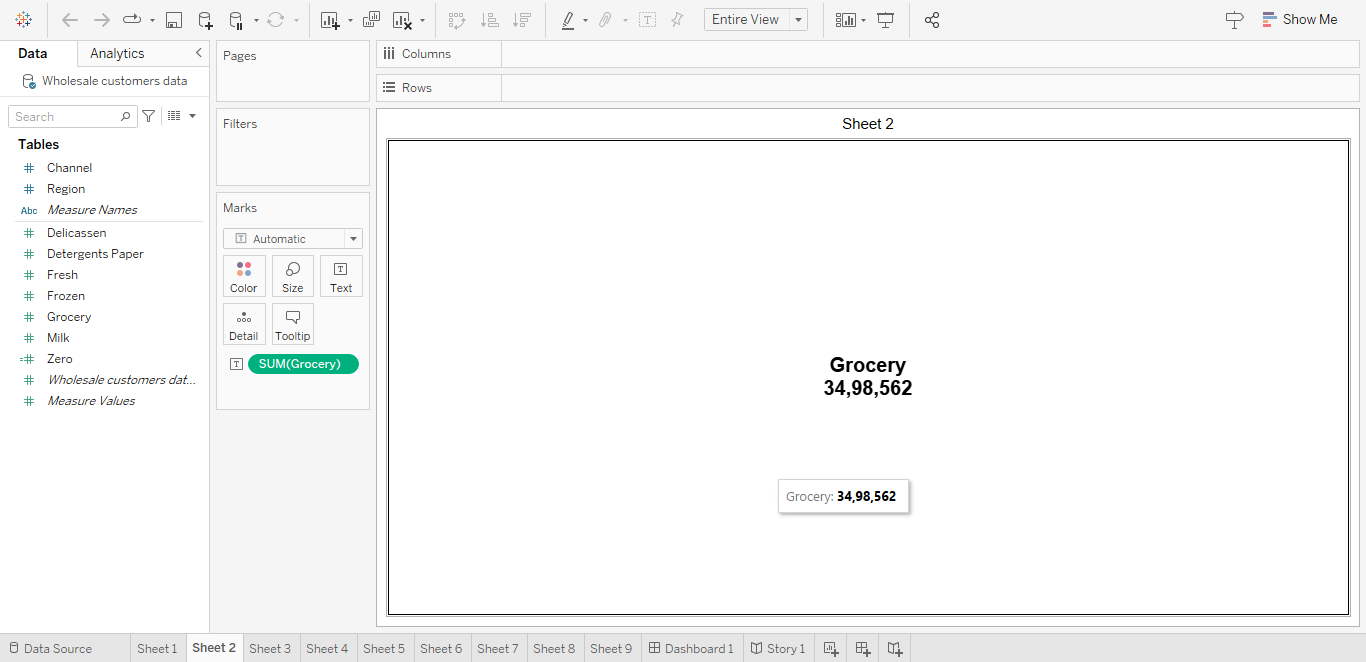 Entire View
Show Me
Data
Analytics
Wholesale customers data
Search
Tables
Channel
Region
Abc Measure Names
Delicassen
Detergents Paper
Fresh
Frozen
Grocery
Milk
Zero
Wholesale customers dat...
Measure Values
Pages
Filters
Marks
T Automatic
Color
Size
T
Text
Detail
Tooltip
T SUM(Grocery)
Columns
Rows
Sheet 2
Grocery
34,98,562
Grocery: 34,98,562
Data Source
Sheet 1
Sheet 2
Sheet 3
Sheet 4
Sheet 5
Sheet 6
Sheet 7
Sheet 8
Sheet 9
Dashboard 1
Story 1